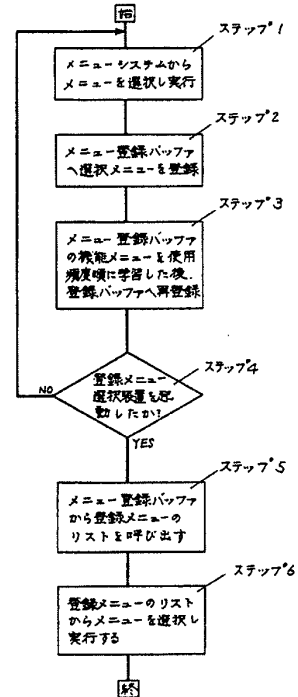 始
ステップ1
メニューシステムから
メニューを選択し実行
ステップ2
メニュー登録バッファ
へ選択メニューを登録
ステップ3
メニュー登録バッファ
の機能メニューを使用
頻度順に学習した後、
登録バッファへ再登録
ステップ4
登録メニュー
選択装置を起
動したか?
NO
YES
ステップ5
メニュー登録バッファ
から登録メニューの
リストを呼び出す
ステップ6
登録メニューのリスト
からメニューを選択し
実行する
終